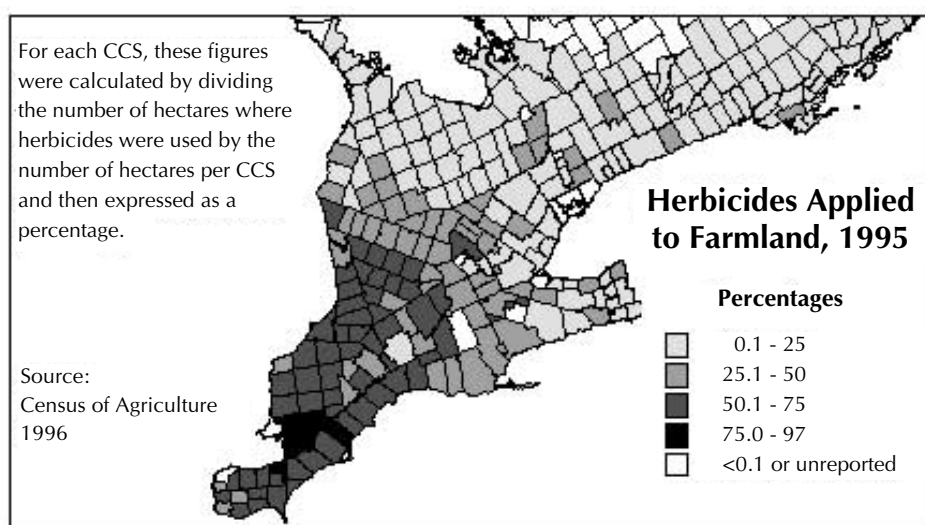 For each CCS, these figures
were calculated by dividing
the number of hectares where
herbicides were used by the
number of hectares per CCS
and then expressed as a
percentage.
Herbicides Applied
to Farmland, 1995
Percentages
0.1 - 25
25.1 - 50
50.1 - 75
75.0 - 97
<0.1 or unreported
Source:
Census of Agriculture
1996